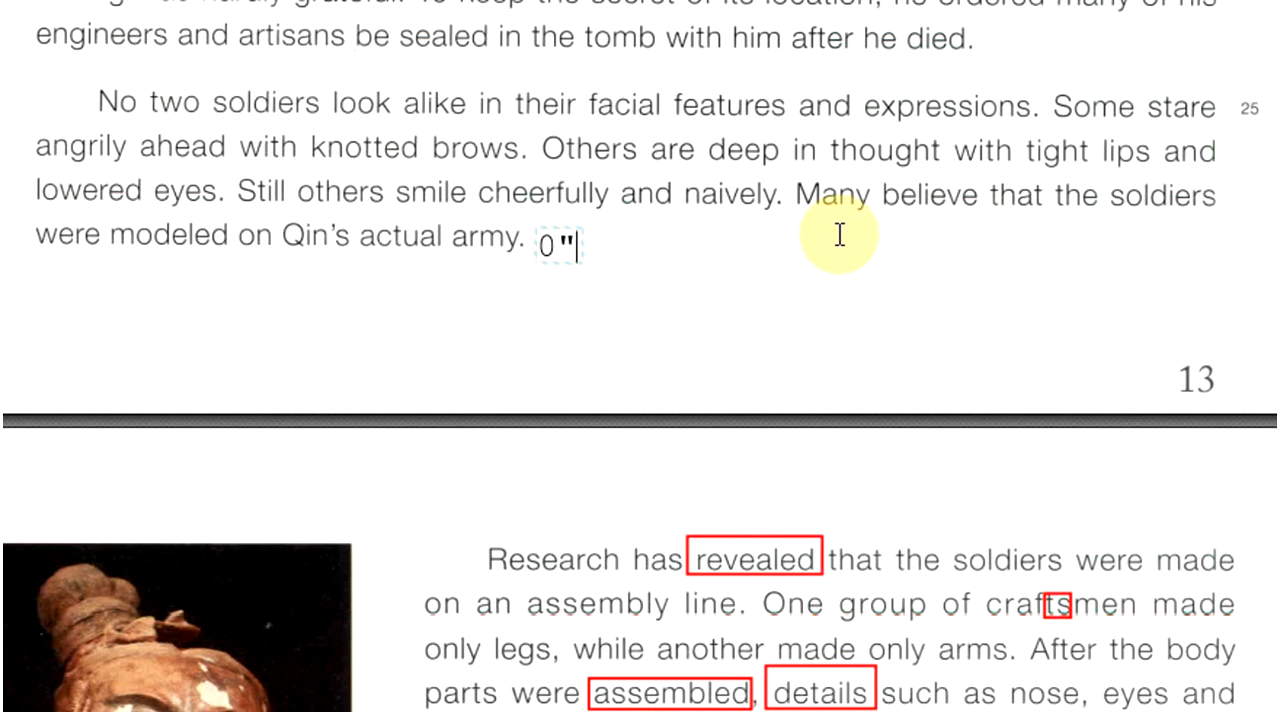 engineers and artisans be sealed in the tomb with him after he died.
No two soldiers look alike in their facial features and expressions. Some stare 25
angrily ahead with knotted brows. Others are deep in thought with tight lips and
lowered eyes. Still others smile cheerfully and naively. Many believe that the soldiers
were modeled on Qin's actual army. 0 "
13
Research has revealed that the soldiers were made
on an assembly line. One group of craftsmen made
only legs, while another made only arms. After the body
parts were assembled, details such as nose, eyes and